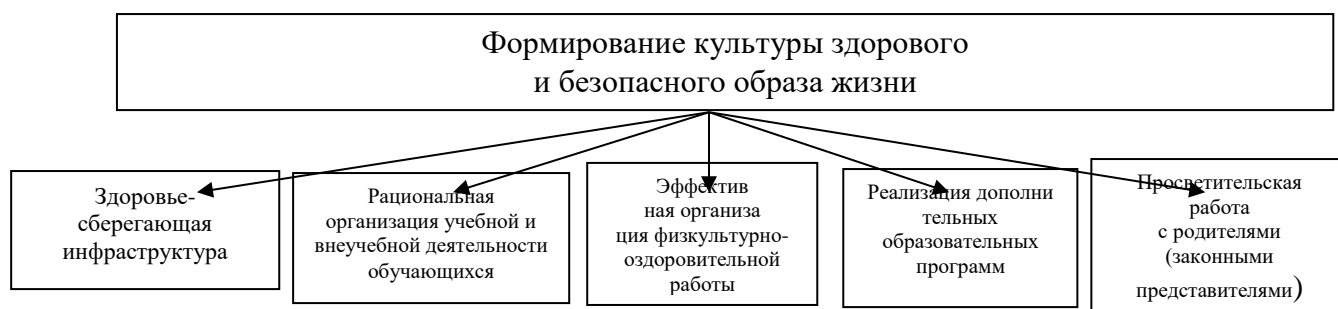 Формирование культуры здорового
и безопасного образа жизни
Здоровье-
сберегающая
инфраструктура
Рациональная
организация учебной и
внеучебной деятельности
обучающихся
Эффектив
ная организа
ция физкультурно-
оздоровительной
работы
Реализация дополни
тельных
образовательных
программ
Просветительская
работа
с родителями
(законными
представителями)